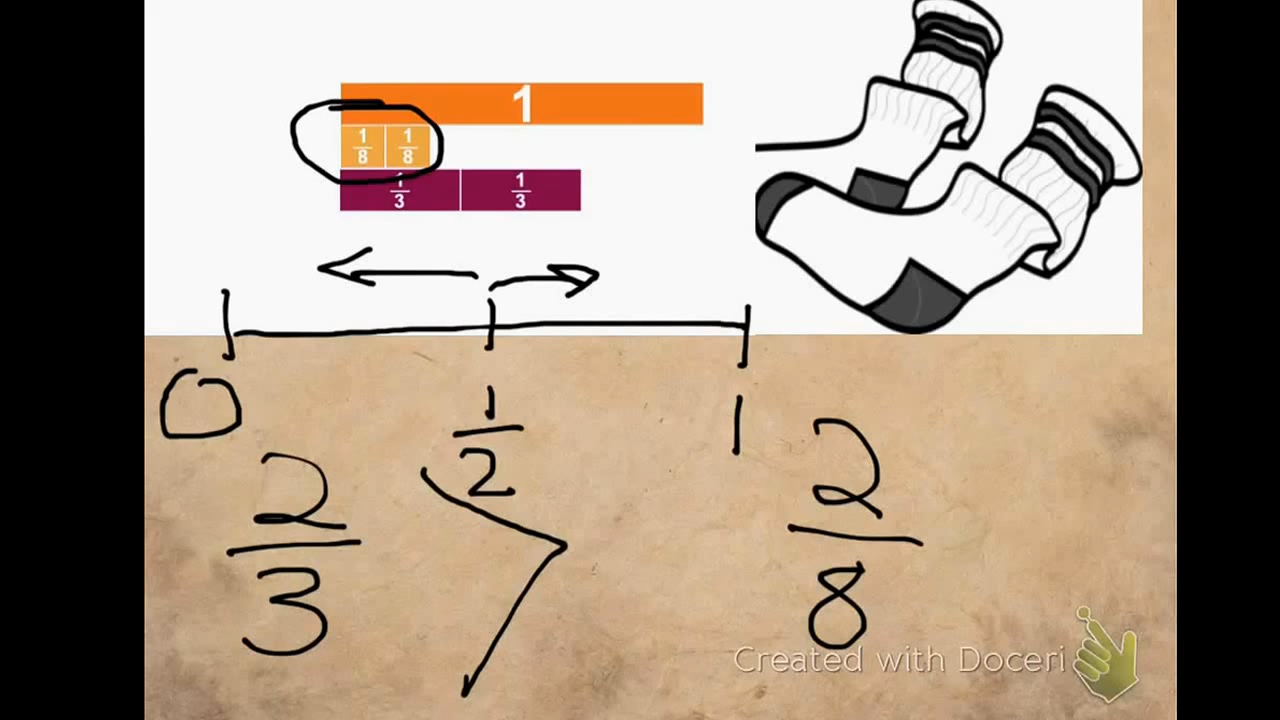 1
1/8 1/8
1/3 1/3
0 1/2 1
2/3 > 2/8
Created with Doceri